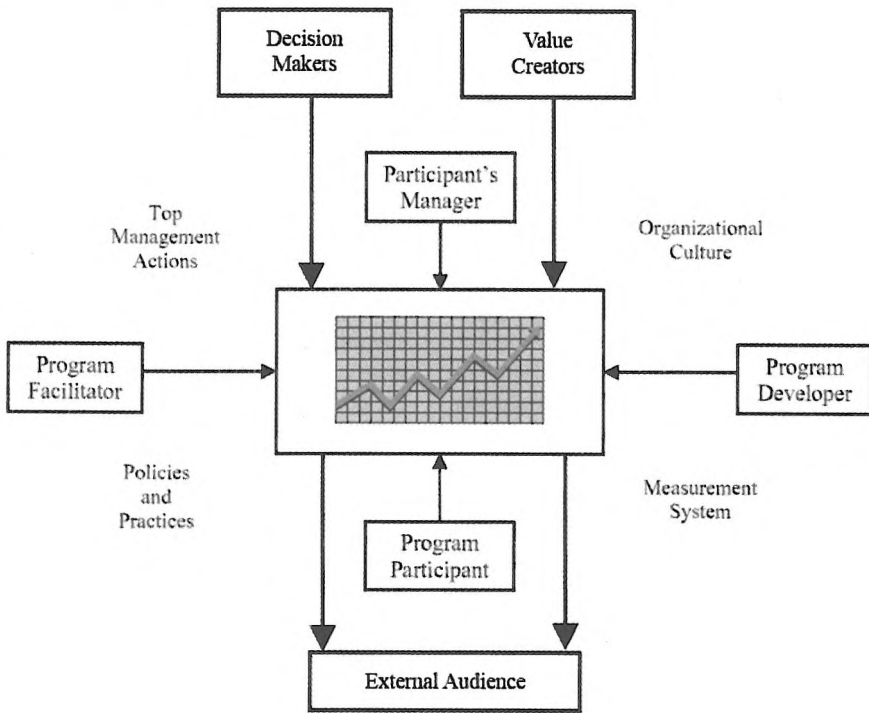 Decision
Makers
Value
Creators
Participant's
Manager
Top
Management
Actions
Organizational
Culture
Program
Facilitator
Program
Developer
Policies
and
Practices
Measurement
System
Program
Participant
External Audience